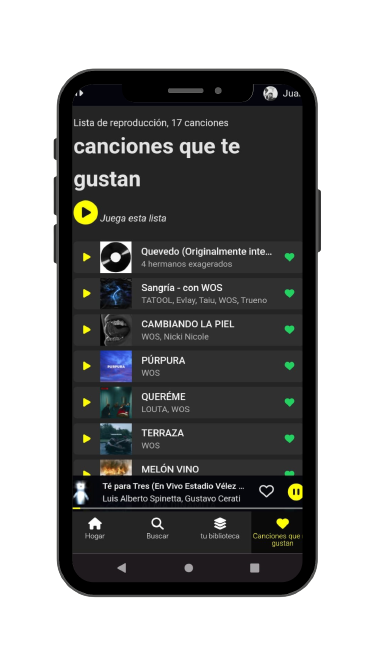 Jua.
Lista de reproducción, 17 canciones
canciones que te
gustan
Juega esta lista
Quevedo (Originalmente inte...
4 hermanos exagerados
Sangría - con WOS
TATOOL, Evlay, Taiu, WOS, Trueno
CAMBIANDO LA PIEL
WOS, Nicki Nicole
PÚRPURA
WOS
QUERÉME
LOUTA, WOS
TERRAZA
WOS
MELÓN VINO
Té para Tres (En Vivo Estadio Vélez ...
Luis Alberto Spinetta, Gustavo Cerati
Hogar
Buscar
tu biblioteca
Canciones que
gustan